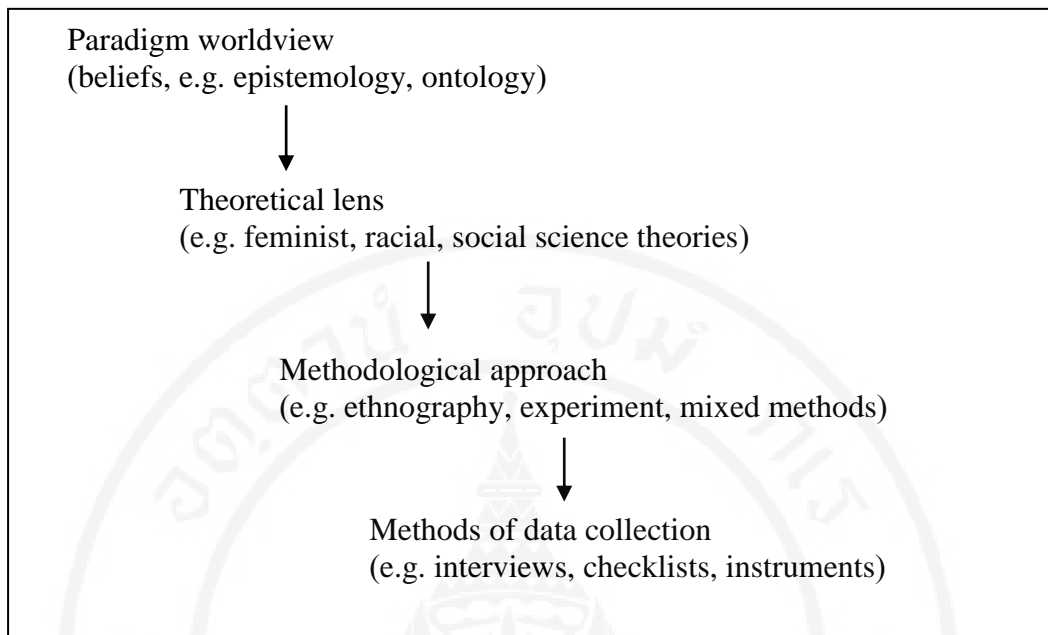 Paradigm worldview
(beliefs, e.g. epistemology, ontology)
Theoretical lens
(e.g. feminist, racial, social science theories)
Methodological approach
(e.g. ethnography, experiment, mixed methods)
Methods of data collection
(e.g. interviews, checklists, instruments)